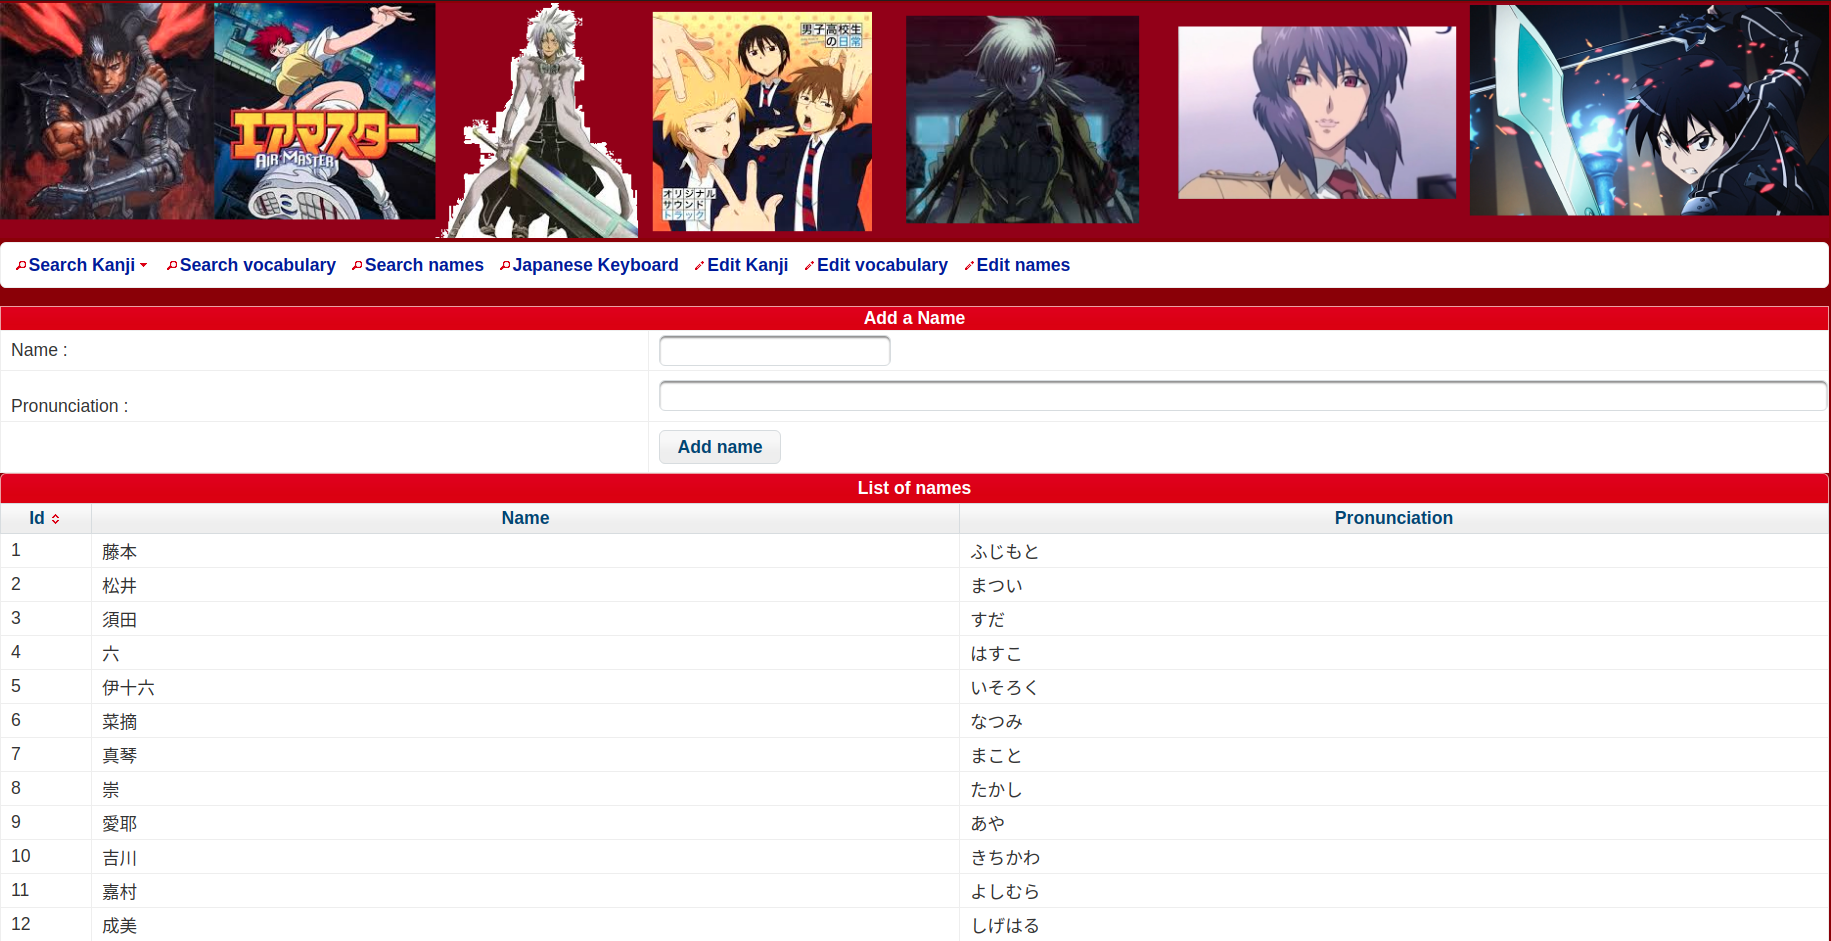 エアマスター
AIR MASTER
男子高校生
の日常
オリジナル
サウンド
トラック
Search Kanji Search vocabulary Search names Japanese Keyboard Edit Kanji Edit vocabulary Edit names
Add a Name
Name :
Pronunciation :
Add name
List of names
Id Name Pronunciation
1 藤本 ふじもと
2 松井 まつい
3 須田 すだ
4 六 はすこ
5 伊十六 いそろく
6 菜摘 なつみ
7 真琴 まこと
8 崇 たかし
9 愛耶 あや
10 吉川 きちかわ
11 嘉村 よしむら
12 成美 しげはる